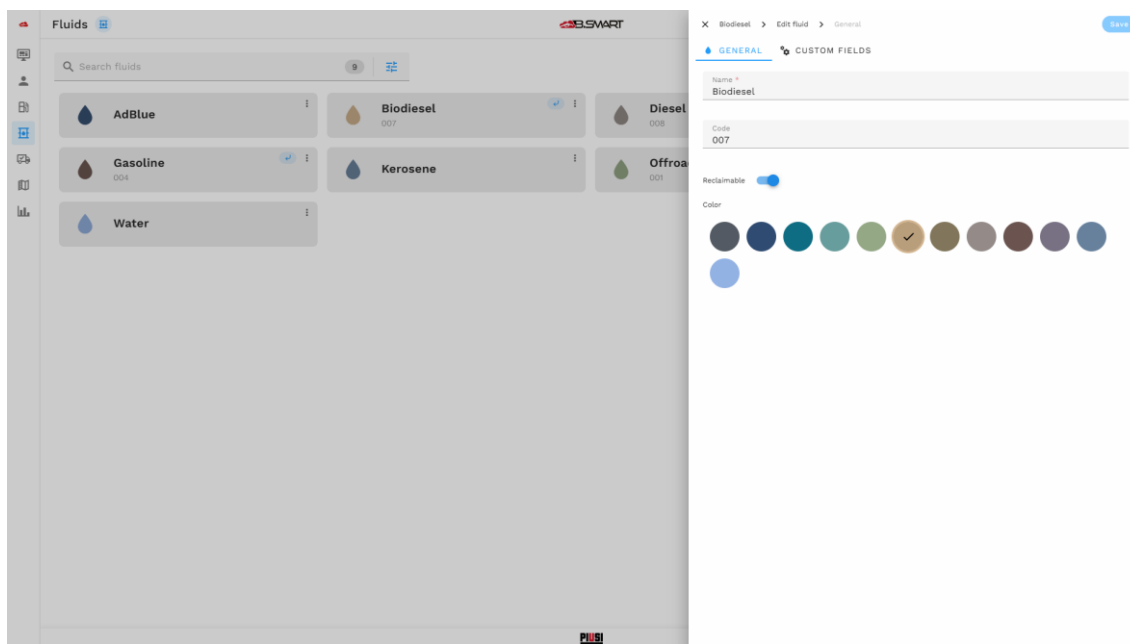 Fluids
B.SMART
Search fluids
9
AdBlue
Biodiesel
007
Diesel
008
Gasoline
004
Kerosene
Offroa
001
Water
PIUSI
Biodiesel > Edit fluid > General
Save
GENERAL
CUSTOM FIELDS
Name *
Biodiesel
Code
007
Reclaimable
Color